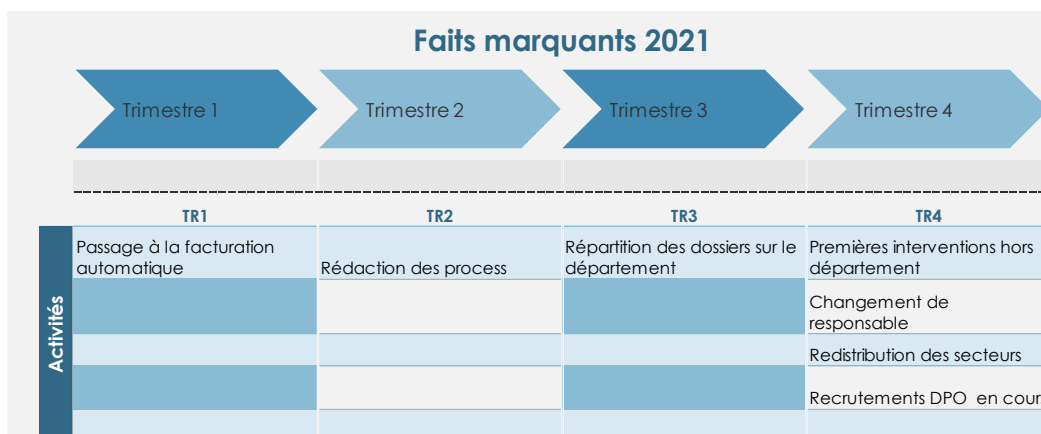 Faits marquants 2021
Trimestre 1
Trimestre 2
Trimestre 3
Trimestre 4
TR1
TR2
TR3
TR4
Activités
Passage à la facturation
automatique
Rédaction des process
Répartition des dossiers sur le
département
Premières interventions hors
département
Changement de
responsable
Redistribution des secteurs
Recrutements DPO en cour